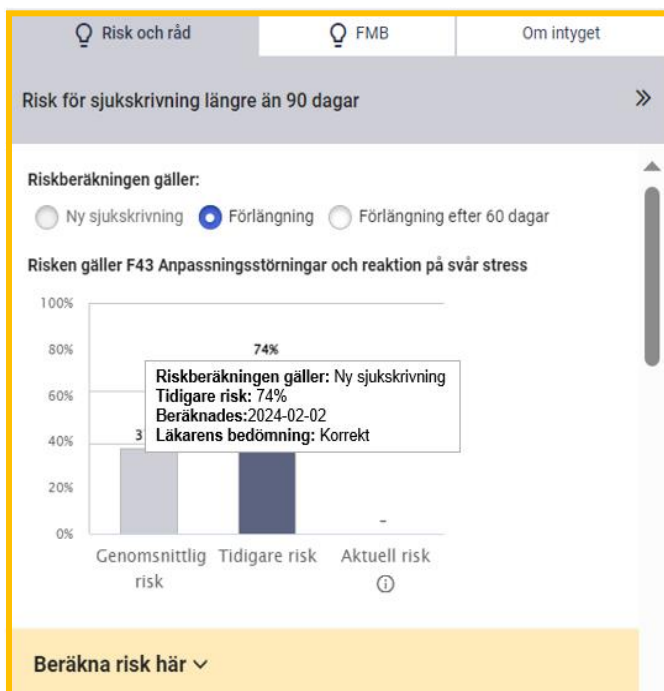 Risk och råd
FMB
Om intyget
Risk för sjukskrivning längre än 90 dagar
Riskberäkningen gäller:
Ny sjukskrivning
Förlängning
Förlängning efter 60 dagar
Risken gäller F43 Anpassningsstörningar och reaktion på svår stress
100%
80%
60%
40%
20%
0%
74%
Riskberäkningen gäller: Ny sjukskrivning
Tidigare risk: 74%
Beräknades:2024-02-02
Läkarens bedömning: Korrekt
-
Genomsnittlig
risk
Tidigare risk
Aktuell risk
Beräkna risk här